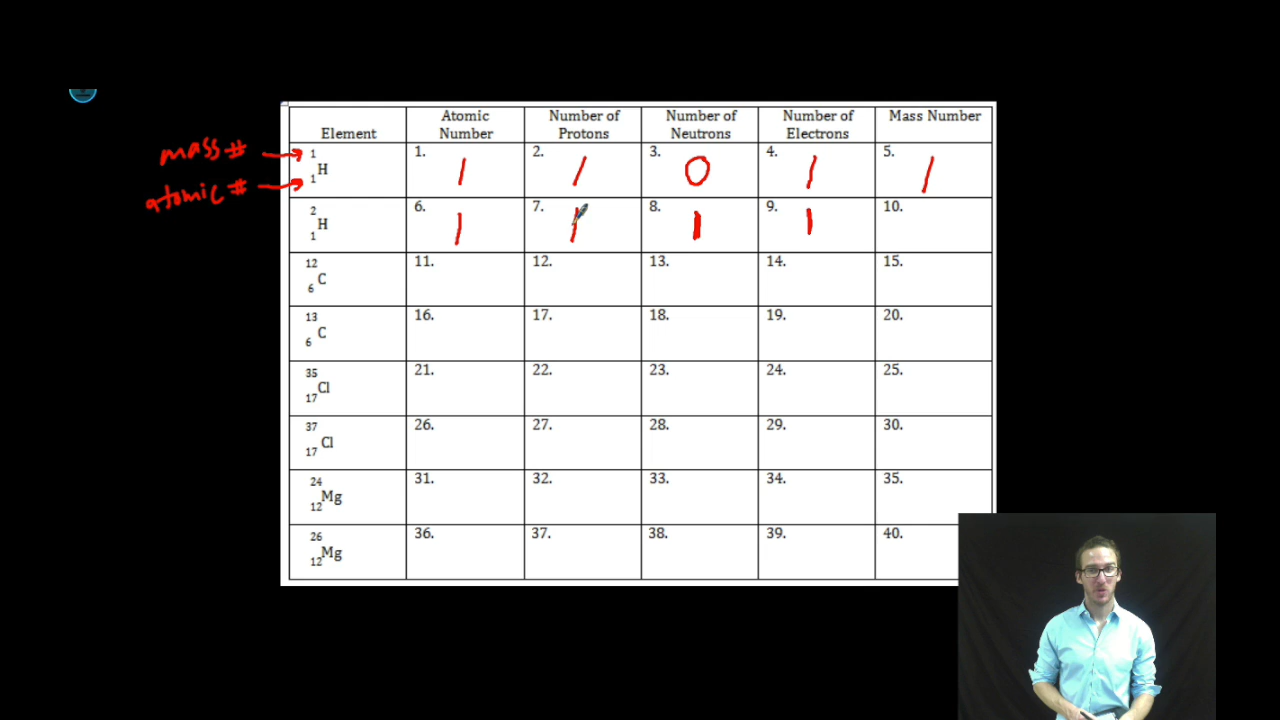 Atomic Number of Number of Number of Mass Number
Element Number Protons Neutrons Electrons
mass # 1 1. 2. 3. 4. 5.
H 1 1 0 1 1
atomic # 1
2 6. 7. 8. 9. 10.
H 1 1 1 1
1
12 11. 12. 13. 14. 15.
C
6
13 16. 17. 18. 19. 20.
C
6
35 21. 22. 23. 24. 25.
Cl
17
37 26. 27. 28. 29. 30.
Cl
17
24 31. 32. 33. 34. 35.
Mg
12
26 36. 37. 38. 39. 40.
Mg
12